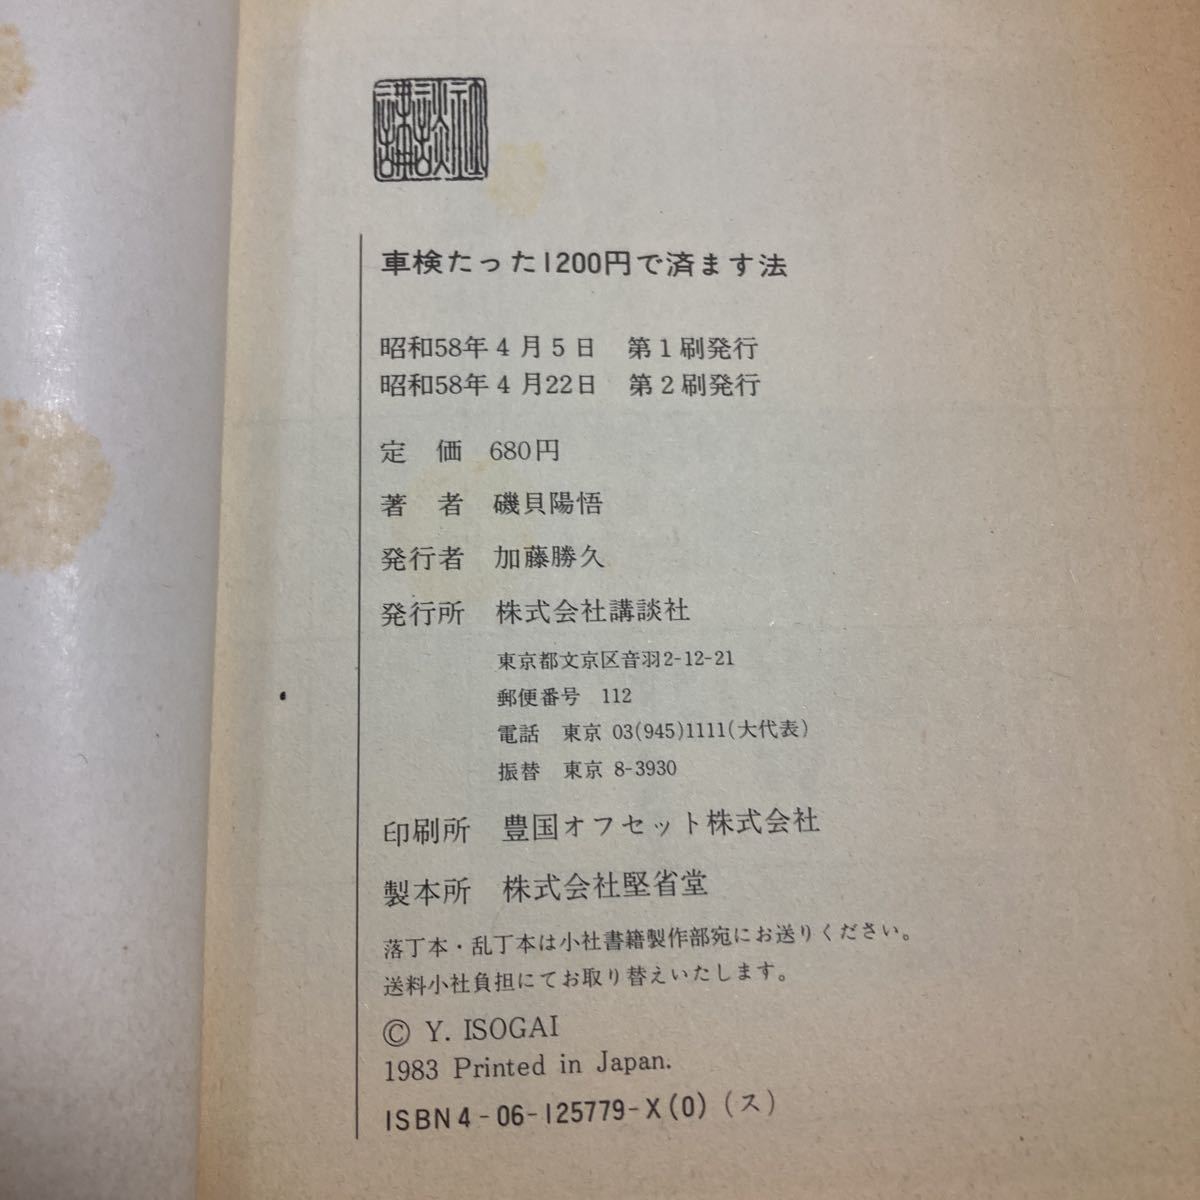 講談社
車検たった1200円で済ます法
昭和58年4月5日　第1刷発行
昭和58年4月22日　第2刷発行
定　価　680円
著　者　磯貝陽悟
発行者　加藤勝久
発行所　株式会社講談社
東京都文京区音羽2-12-21
郵便番号　112
電話　東京 03(945)1111(大代表)
振替　東京 8-3930
印刷所　豊国オフセット株式会社
製本所　株式会社堅省堂
落丁本・乱丁本は小社書籍製作部宛にお送りください。
送料小社負担にてお取り替えいたします。
© Y. ISOGAI
1983 Printed in Japan.
ISBN4-06-125779-X(0)(ス)